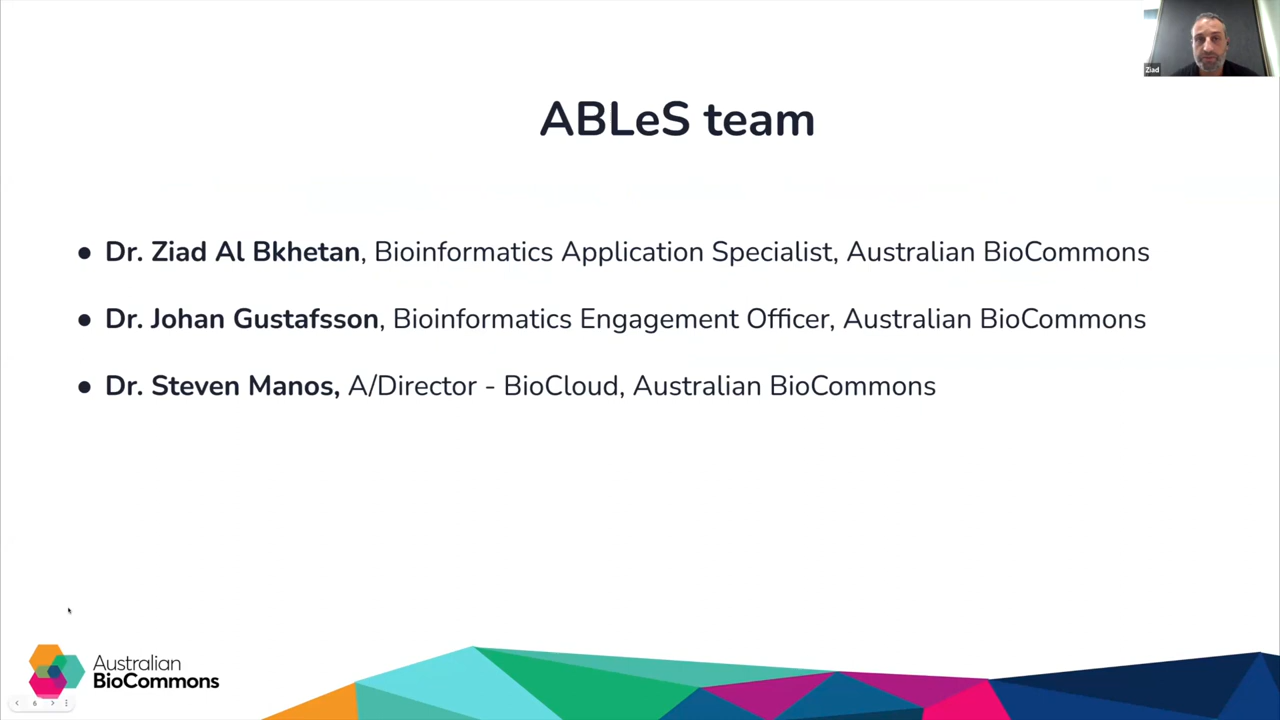 Ziad
ABLeS team
● Dr. Ziad Al Bkhetan, Bioinformatics Application Specialist, Australian BioCommons
● Dr. Johan Gustafsson, Bioinformatics Engagement Officer, Australian BioCommons
● Dr. Steven Manos, A/Director - BioCloud, Australian BioCommons
Australian
BioCommons
6